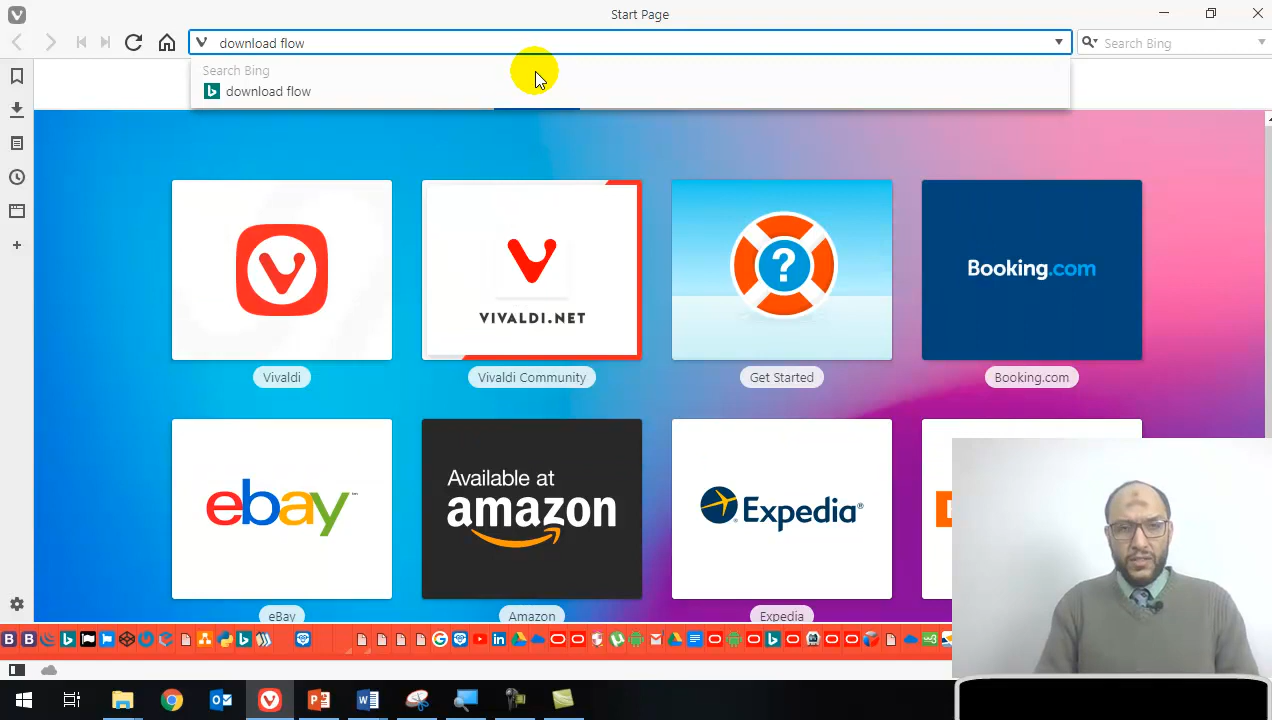 Start Page
download flow
Search Bing
Search Bing
download flow
?
VIVALDI.NET
Booking.com
Vivaldi
Vivaldi Community
Get Started
Booking.com
ebay™
Available at
amazon
Expedia®
eBay
Amazon
Expedia